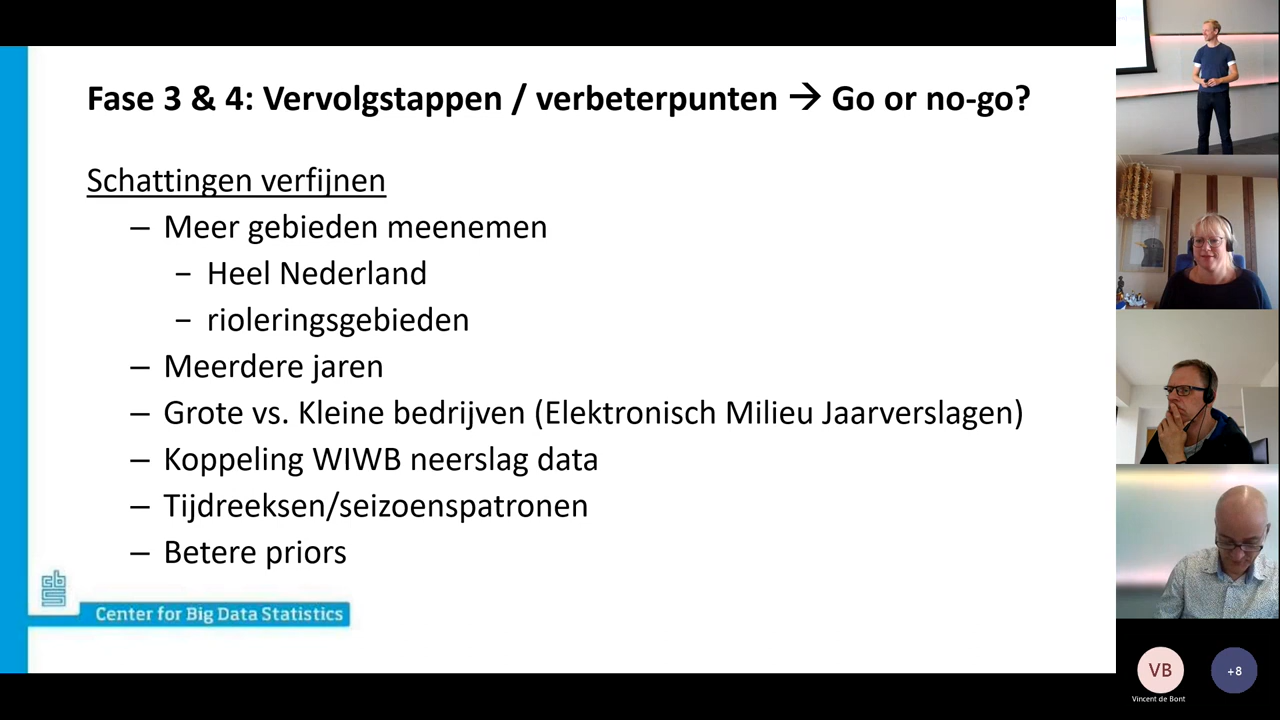 Fase 3 & 4: Vervolgstappen / verbeterpunten → Go or no-go?
Schattingen verfijnen
– Meer gebieden meenemen
− Heel Nederland
− rioleringsgebieden
– Meerdere jaren
– Grote vs. Kleine bedrijven (Elektronisch Milieu Jaarverslagen)
– Koppeling WIWB neerslag data
– Tijdreeksen/seizoenspatronen
– Betere priors
cbs
Center for Big Data Statistics
VB
+8
Vincent de Bont